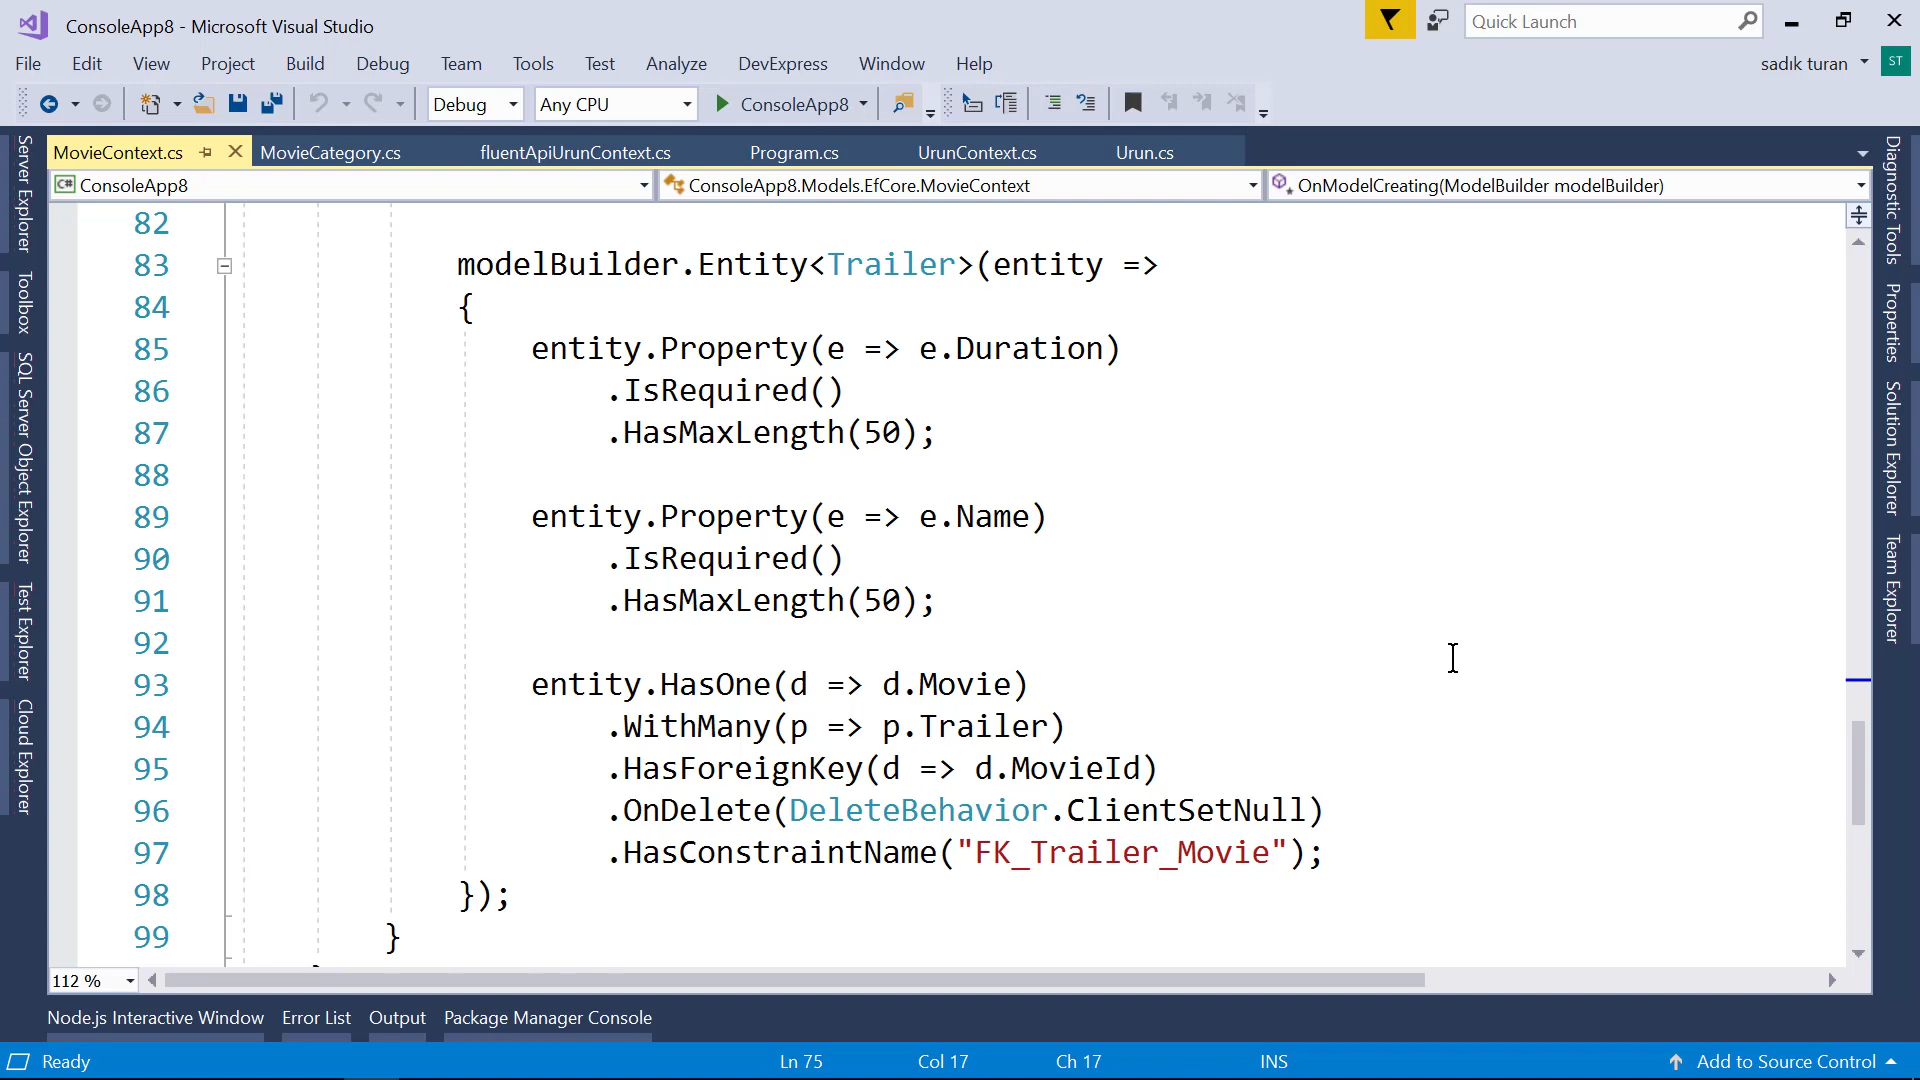 ConsoleApp8 - Microsoft Visual Studio
Quick Launch
File Edit View Project Build Debug Team Tools Test Analyze DevExpress Window Help
sadık turan
ST
Debug Any CPU ConsoleApp8
MovieContext.cs MovieCategory.cs fluentApiUrunContext.cs Program.cs UrunContext.cs Urun.cs
C# ConsoleApp8 ConsoleApp8.Models.EfCore.MovieContext OnModelCreating(ModelBuilder modelBuilder)
Server Explorer
Toolbox
SQL Server Object Explorer
Test Explorer
Cloud Explorer
82
83 modelBuilder.Entity<Trailer>(entity =>
84 {
85 entity.Property(e => e.Duration)
86 .IsRequired()
87 .HasMaxLength(50);
88
89 entity.Property(e => e.Name)
90 .IsRequired()
91 .HasMaxLength(50);
92
93 entity.HasOne(d => d.Movie)
94 .WithMany(p => p.Trailer)
95 .HasForeignKey(d => d.MovieId)
96 .OnDelete(DeleteBehavior.ClientSetNull)
97 .HasConstraintName("FK_Trailer_Movie");
98 });
99 }
Diagnostic Tools
Properties
Solution Explorer
Team Explorer
112 %
Node.js Interactive Window Error List Output Package Manager Console
Ready Ln 75 Col 17 Ch 17 INS Add to Source Control